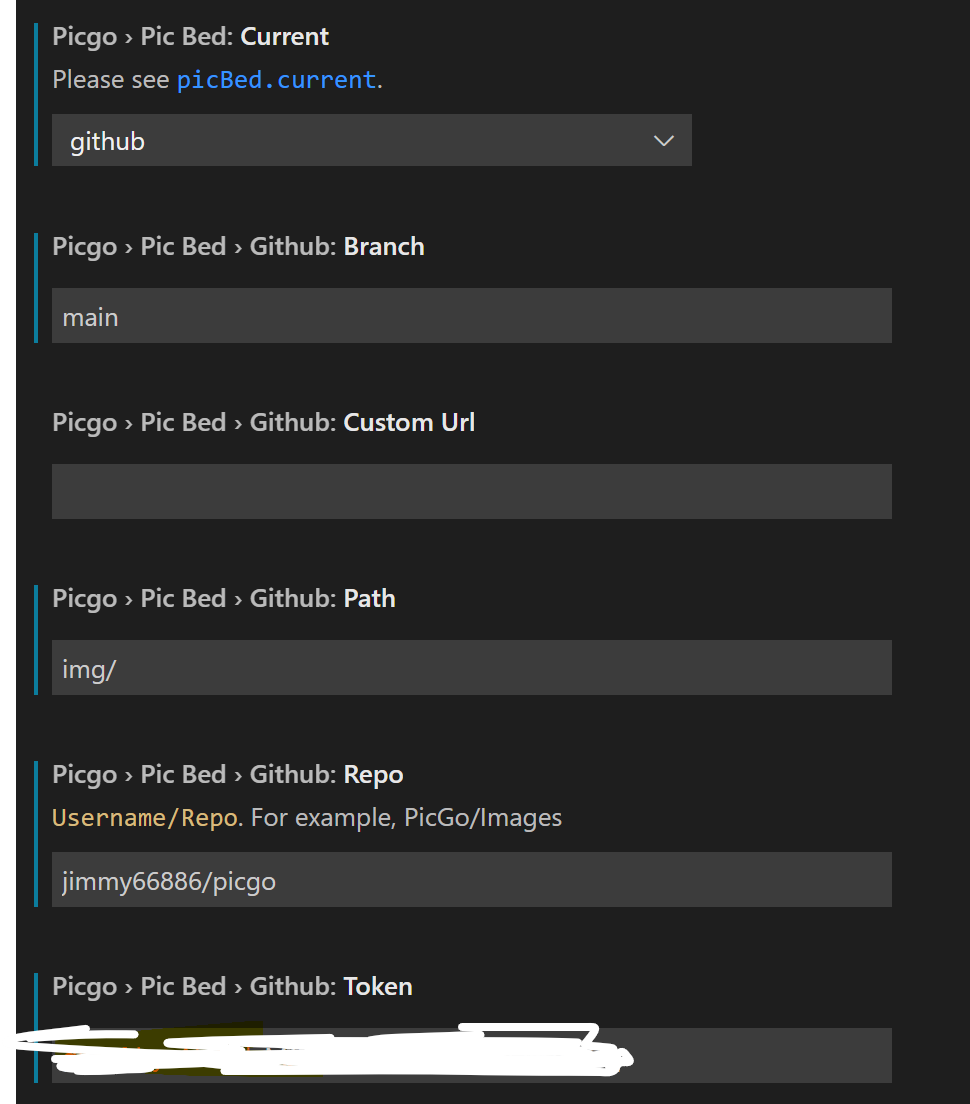 Picgo › Pic Bed: Current
Please see picBed.current.
github
Picgo › Pic Bed › Github: Branch
main
Picgo › Pic Bed › Github: Custom Url
Picgo › Pic Bed › Github: Path
img/
Picgo › Pic Bed › Github: Repo
Username/Repo. For example, PicGo/Images
jimmy66886/picgo
Picgo › Pic Bed › Github: Token